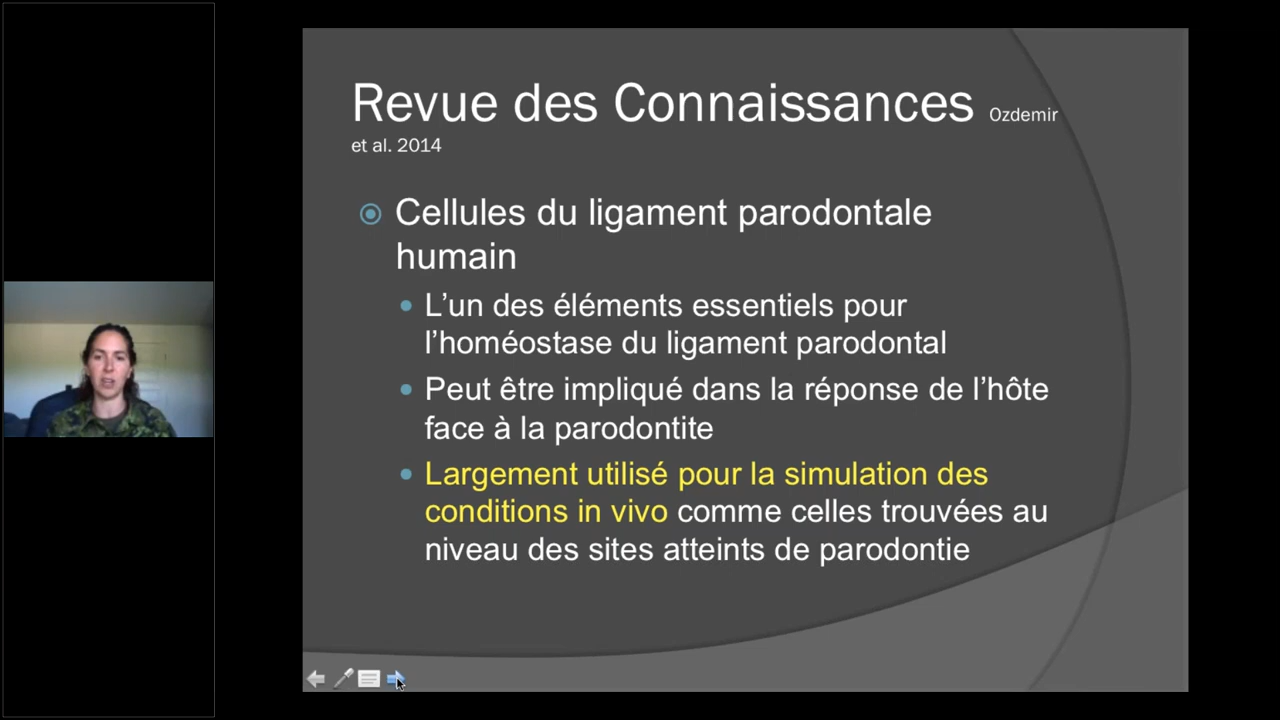 Revue des Connaissances Ozdemir
et al. 2014
Cellules du ligament parodontale
humain
L’un des éléments essentiels pour
l’homéostase du ligament parodontal
Peut être impliqué dans la réponse de l’hôte
face à la parodontite
Largement utilisé pour la simulation des
conditions in vivo comme celles trouvées au
niveau des sites atteints de parodontie